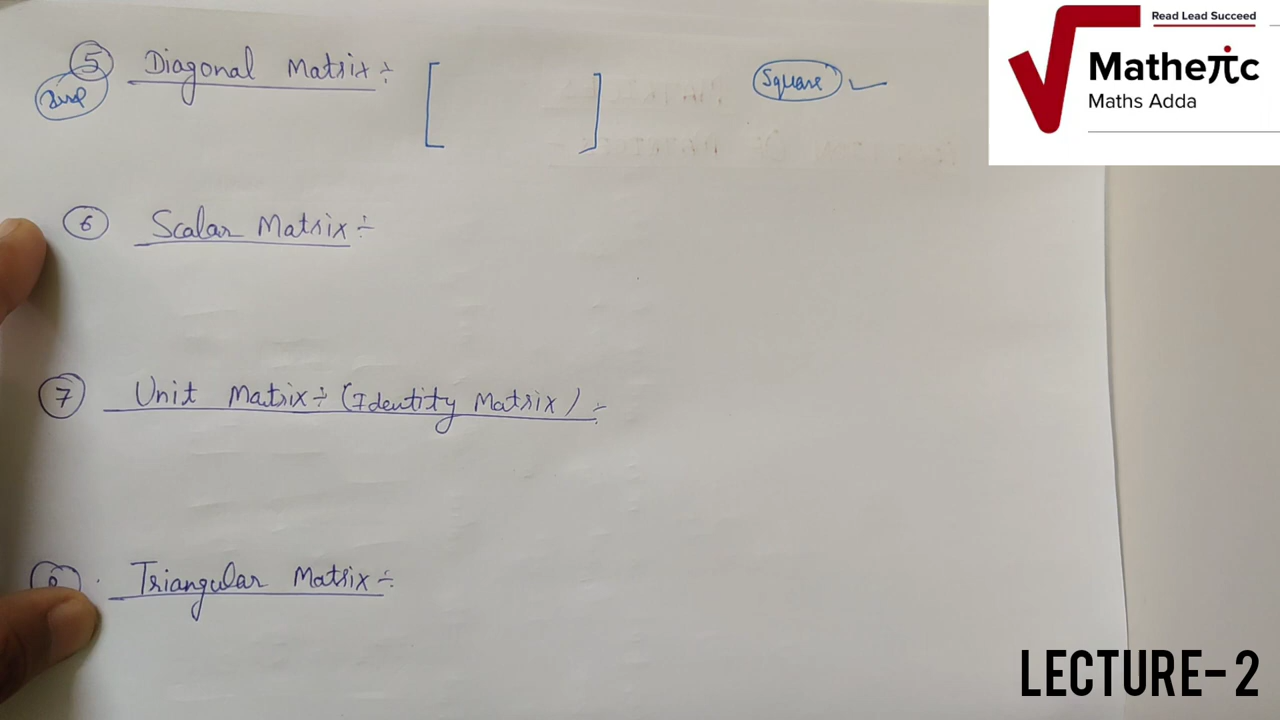 Read Lead Succeed
Matheπc
Maths Adda
5 Diagonal Matrix÷ [ ] Square
6 Scalar Matrix÷
7 Unit Matrix÷ (Identity Matrix) ÷
Triangular Matrix÷
LECTURE- 2